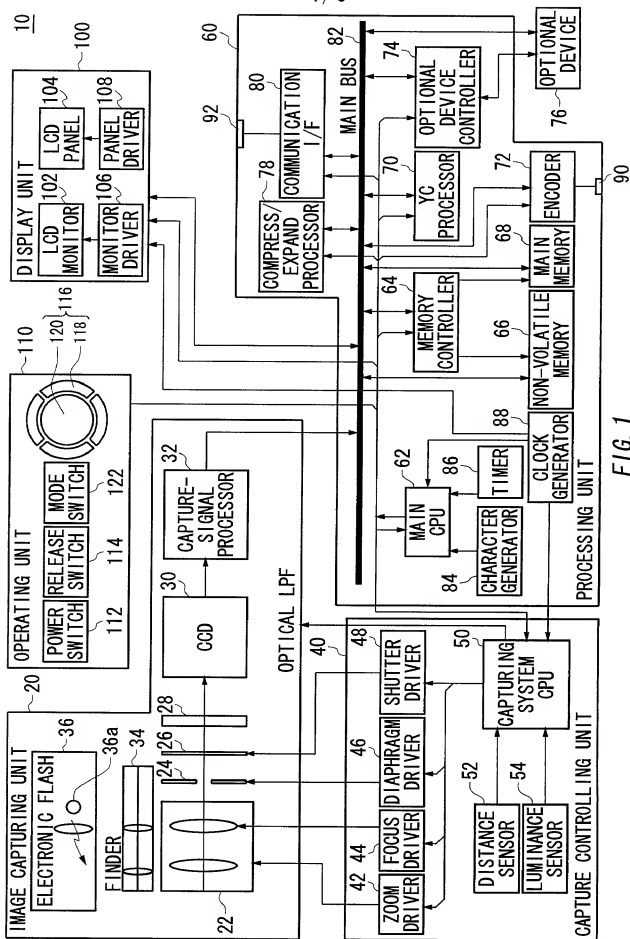 10
DISPLAY UNIT
100
LCD
MONITOR
102
LCD
PANEL
104
MONITOR
DRIVER
106
PANEL
DRIVER
108
OPERATING UNIT
110
POWER
SWITCH
112
RELEASE
SWITCH
114
MODE
SWITCH
122
116
120
118
IMAGE CAPTURING UNIT
20
ELECTRONIC FLASH
36
36a
FINDER
34
22
24
26
28
CCD
30
CAPTURE-
SIGNAL
PROCESSOR
32
OPTICAL LPF
40
ZOOM
DRIVER
42
FOCUS
DRIVER
44
DIAPHRAGM
DRIVER
46
SHUTTER
DRIVER
48
CAPTURING
SYSTEM
CPU
50
DISTANCE
SENSOR
52
LUMINANCE
SENSOR
54
CAPTURE CONTROLLING UNIT
60
92
COMPRESS/
EXPAND
PROCESSOR
78
COMMUNICATION
I/F
80
MAIN BUS
82
MAIN
CPU
62
MEMORY
CONTROLLER
64
YC
PROCESSOR
70
OPTIONAL
DEVICE
CONTROLLER
74
CHARACTER
GENERATOR
84
TIMER
86
CLOCK
GENERATOR
88
NON-VOLATILE
MEMORY
66
MAIN
MEMORY
68
ENCODER
72
90
OPTIONAL
DEVICE
76
PROCESSING UNIT
FIG. 1